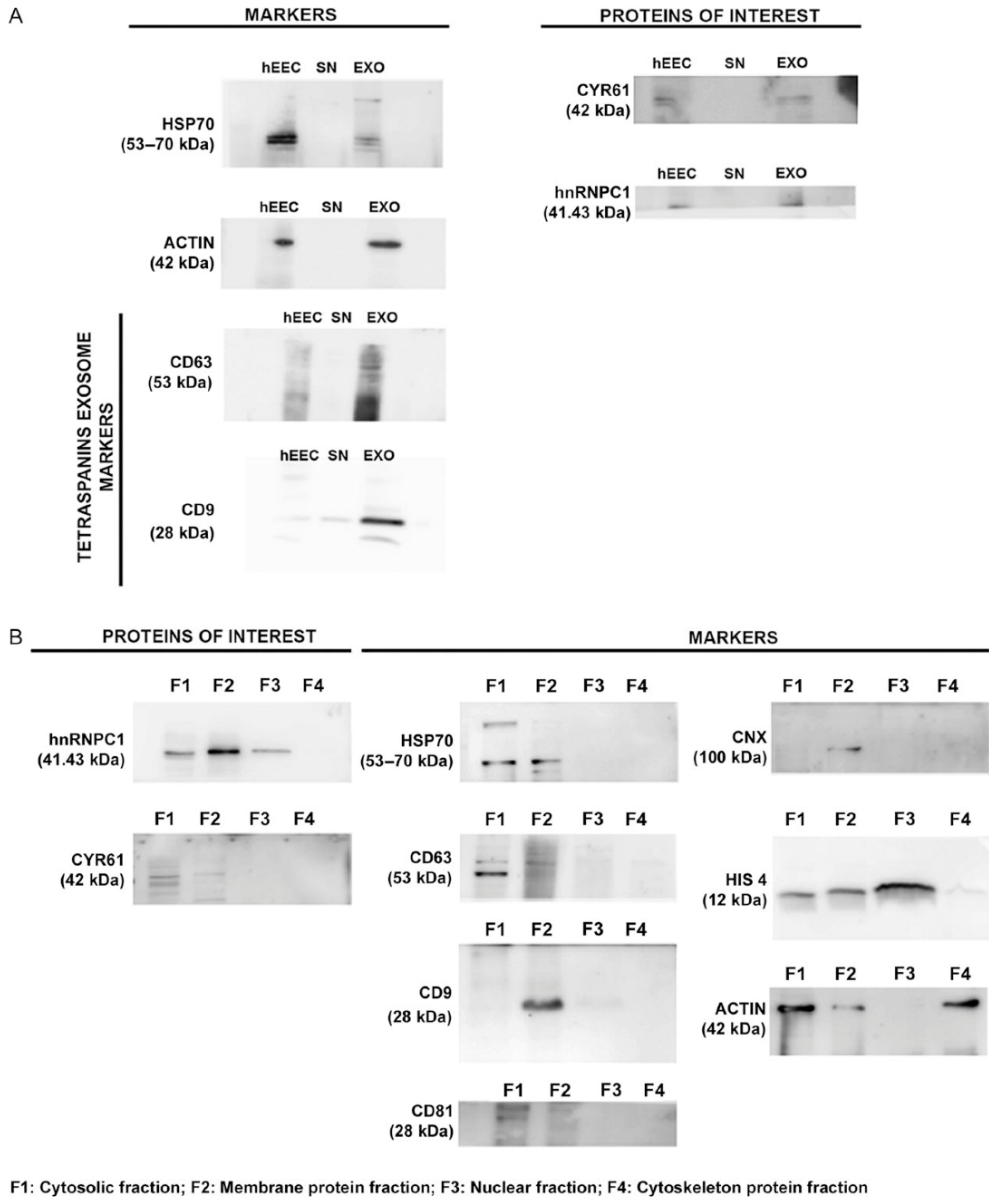 A
MARKERS
PROTEINS OF INTEREST
hEEC SN EXO
HSP70
(53–70 kDa)
hEEC SN EXO
ACTIN
(42 kDa)
TETRASPANINS EXOSOME
MARKERS
hEEC SN EXO
CD63
(53 kDa)
hEEC SN EXO
CD9
(28 kDa)
hEEC SN EXO
CYR61
(42 kDa)
hEEC SN EXO
hnRNPC1
(41.43 kDa)
B
PROTEINS OF INTEREST
MARKERS
F1 F2 F3 F4
hnRNPC1
(41.43 kDa)
F1 F2 F3 F4
CYR61
(42 kDa)
F1 F2 F3 F4
HSP70
(53–70 kDa)
F1 F2 F3 F4
CD63
(53 kDa)
F1 F2 F3 F4
CD9
(28 kDa)
F1 F2 F3 F4
CD81
(28 kDa)
F1 F2 F3 F4
CNX
(100 kDa)
F1 F2 F3 F4
HIS 4
(12 kDa)
F1 F2 F3 F4
ACTIN
(42 kDa)
F1: Cytosolic fraction; F2: Membrane protein fraction; F3: Nuclear fraction; F4: Cytoskeleton protein fraction